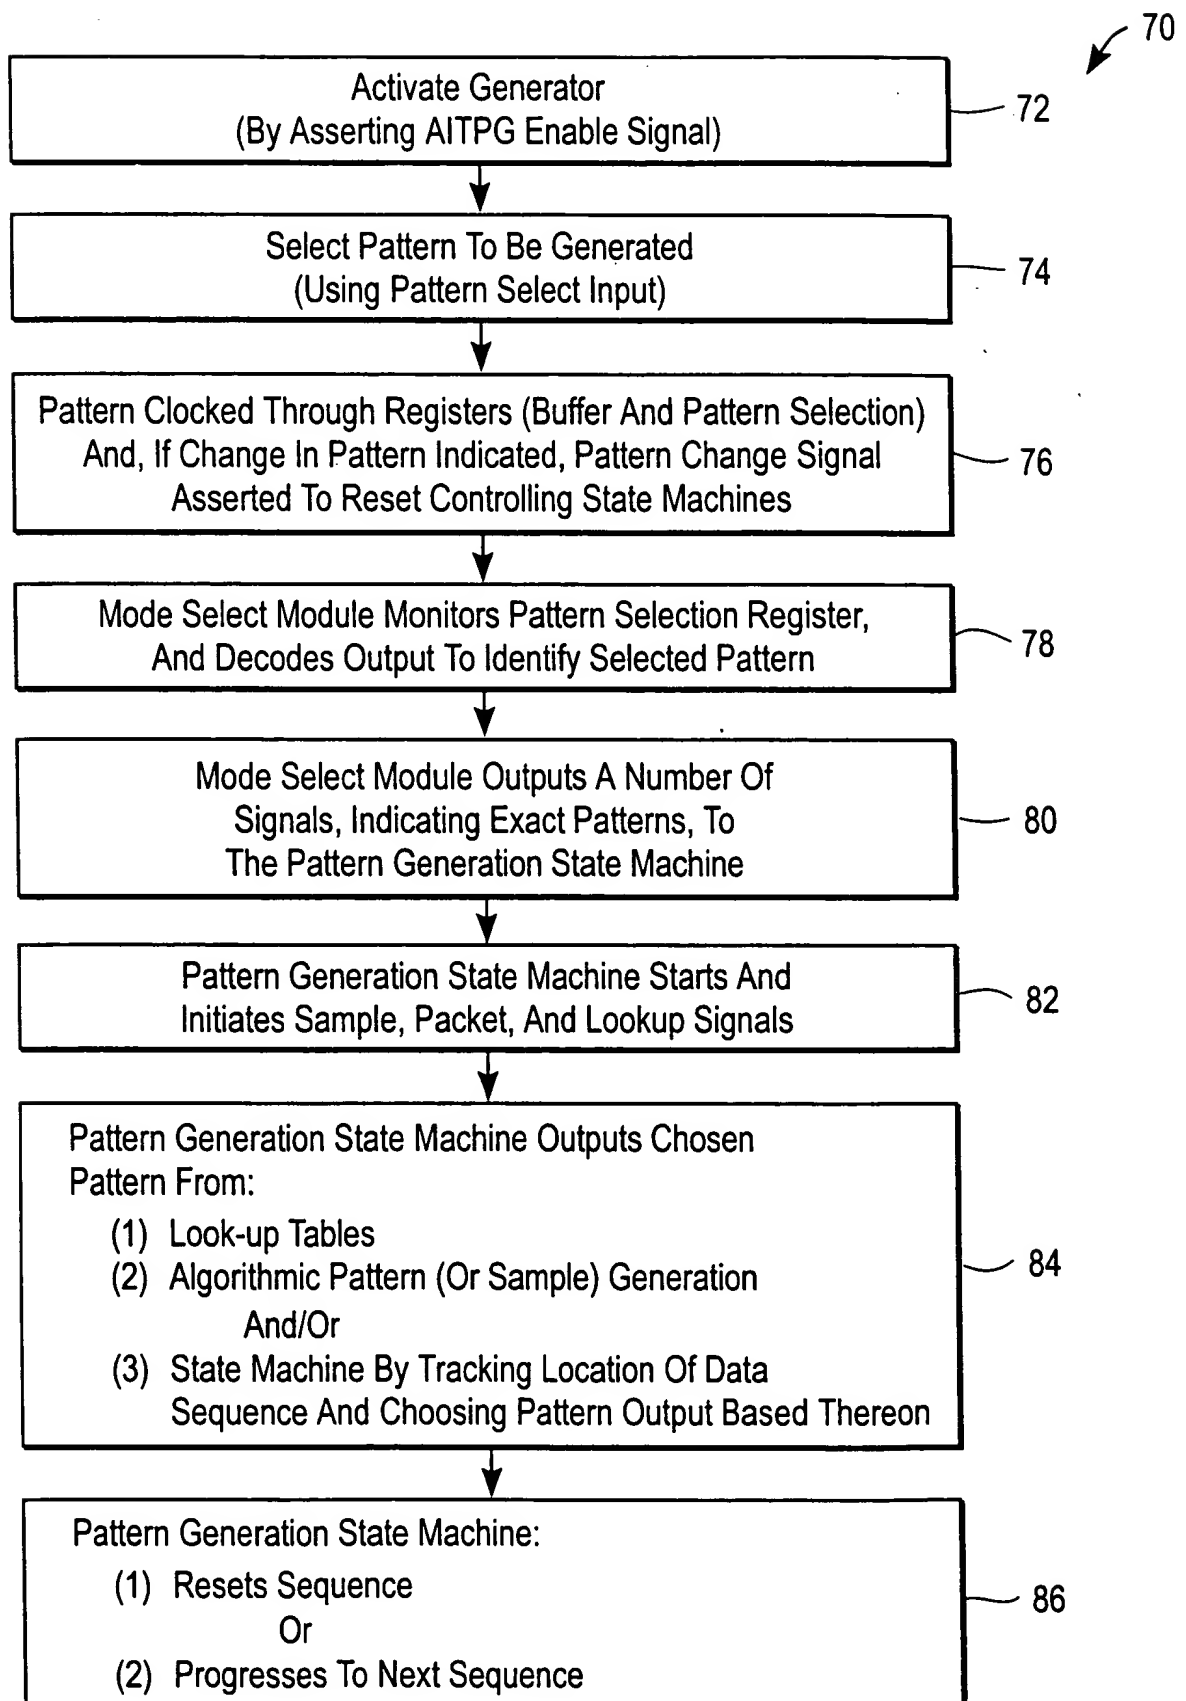 70
Activate Generator
(By Asserting AITPG Enable Signal)
72
Select Pattern To Be Generated
(Using Pattern Select Input)
74
Pattern Clocked Through Registers (Buffer And Pattern Selection)
And, If Change In Pattern Indicated, Pattern Change Signal
Asserted To Reset Controlling State Machines
76
Mode Select Module Monitors Pattern Selection Register,
And Decodes Output To Identify Selected Pattern
78
Mode Select Module Outputs A Number Of
Signals, Indicating Exact Patterns, To
The Pattern Generation State Machine
80
Pattern Generation State Machine Starts And
Initiates Sample, Packet, And Lookup Signals
82
Pattern Generation State Machine Outputs Chosen
Pattern From:
(1) Look-up Tables
(2) Algorithmic Pattern (Or Sample) Generation
And/Or
(3) State Machine By Tracking Location Of Data
Sequence And Choosing Pattern Output Based Thereon
84
Pattern Generation State Machine:
(1) Resets Sequence
Or
(2) Progresses To Next Sequence
86